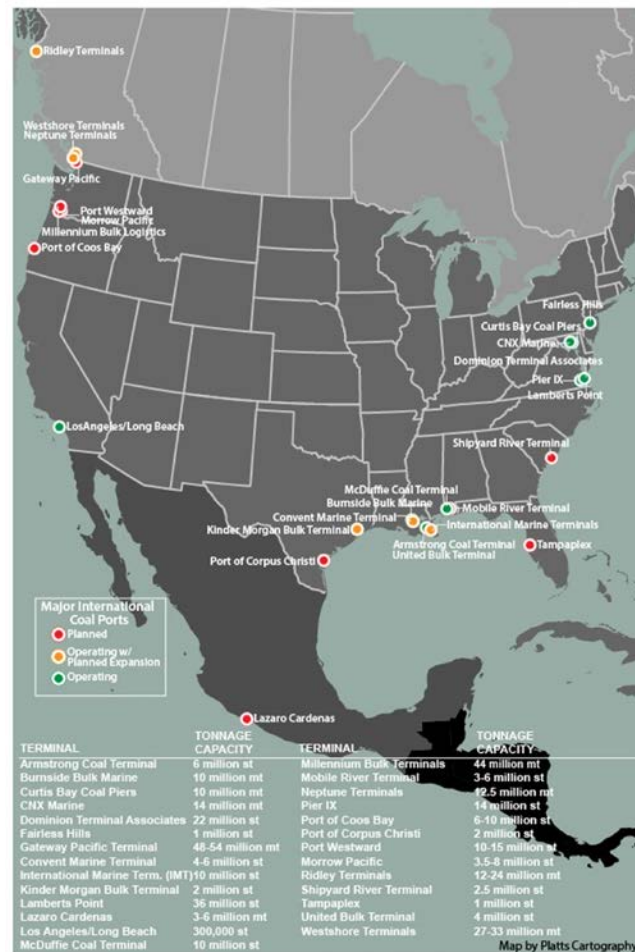 Ridley Terminals
Westshore Terminals
Neptune Terminals
Gateway Pacific
Port Westward
Morrow Pacific
Millennium Bulk Logistics
Port of Coos Bay
Fairless Hills
Curtis Bay Coal Piers
CNX Marine
Dominion Terminal Associates
Pier IX
Lamberts Point
LosAngeles/Long Beach
Shipyard River Terminal
McDuffie Coal Terminal
Burnside Bulk Marine
Mobile River Terminal
Convent Marine Terminal
International Marine Terminals
Kinder Morgan Bulk Terminal
Armstrong Coal Terminal
United Bulk Terminal
Tampaplex
Port of Corpus Christi
Major International
Coal Ports
Planned
Operating w/
Planned Expansion
Operating
Lazaro Cardenas
TERMINAL TONNAGE CAPACITY TERMINAL TONNAGE CAPACITY
Armstrong Coal Terminal 6 million st Millennium Bulk Terminals 44 million mt
Burnside Bulk Marine 10 million mt Mobile River Terminal 3-6 million st
Curtis Bay Coal Piers 10 million mt Neptune Terminals 12.5 million mt
CNX Marine 14 million mt Pier IX 14 million st
Dominion Terminal Associates 22 million st Port of Coos Bay 6-10 million st
Fairless Hills 1 million st Port of Corpus Christi 2 million st
Gateway Pacific Terminal 48-54 million mt Port Westward 10-15 million st
Convent Marine Terminal 4-6 million st Morrow Pacific 3.5-8 million st
International Marine Term. (IMT) 10 million st Ridley Terminals 12-24 million mt
Kinder Morgan Bulk Terminal 2 million st Shipyard River Terminal 2.5 million st
Lamberts Point 36 million st Tampaplex 1 million st
Lazaro Cardenas 3-6 million mt United Bulk Terminal 4 million st
Los Angeles/Long Beach 300,000 st Westshore Terminals 27-33 million mt
McDuffie Coal Terminal 10 million st
Map by Platts Cartography